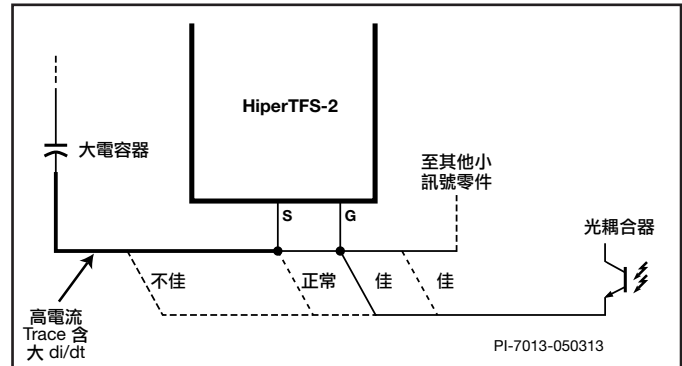 HiperTFS-2
大電容器
至其他小
訊號零件
S
G
光耦合器
不佳
正常
佳
佳
高電流
Trace 含
大 di/dt
PI-7013-050313